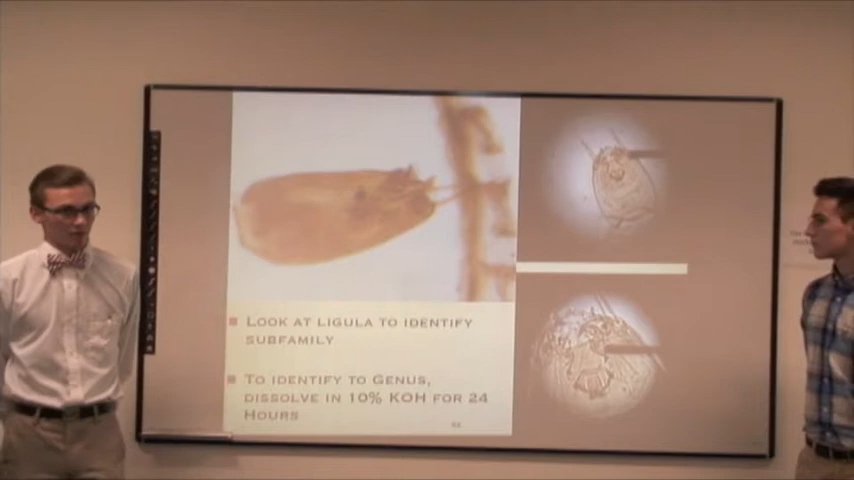 Look at ligula to identify
subfamily
To identify to Genus,
dissolve in 10% KOH for 24
Hours